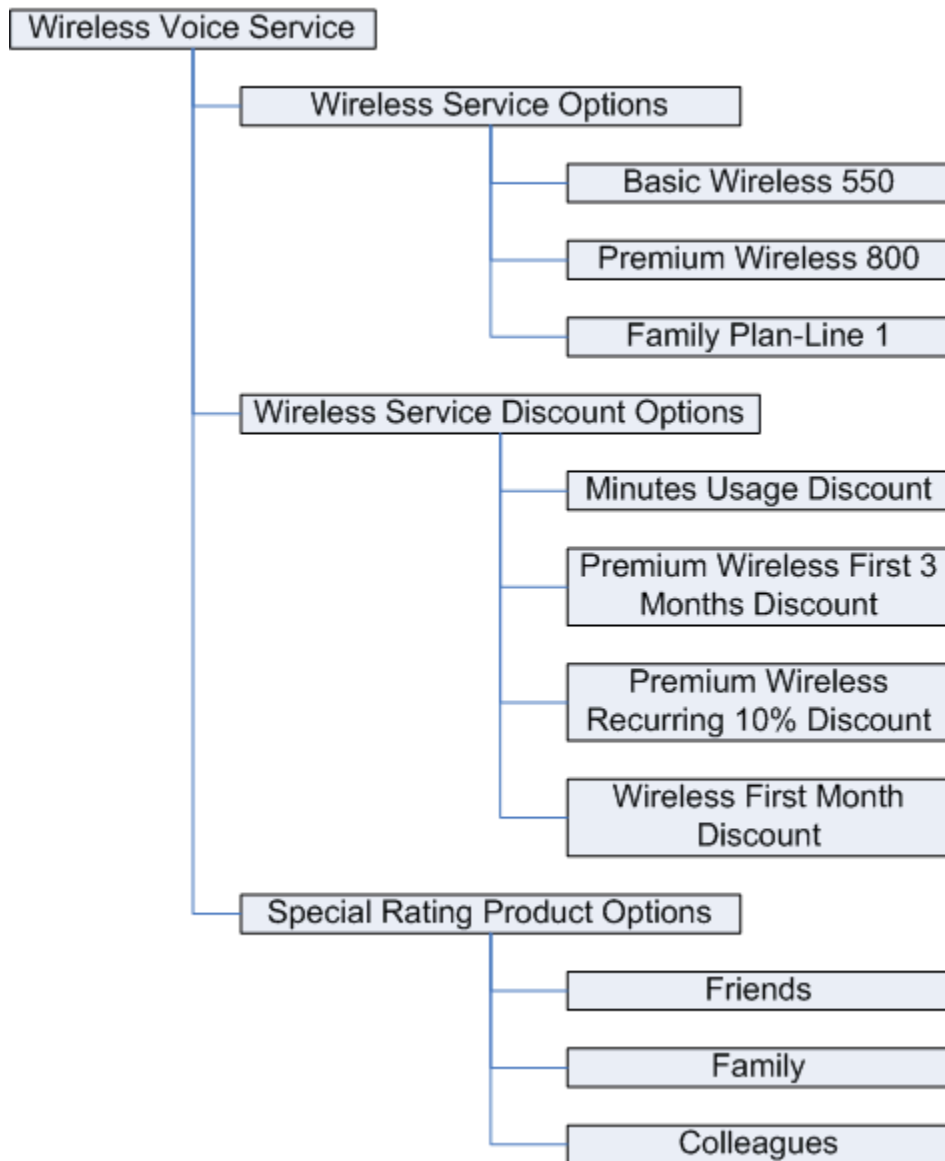 Wireless Voice Service
Wireless Service Options
Basic Wireless 550
Premium Wireless 800
Family Plan-Line 1
Wireless Service Discount Options
Minutes Usage Discount
Premium Wireless First 3
Months Discount
Premium Wireless
Recurring 10% Discount
Wireless First Month
Discount
Special Rating Product Options
Friends
Family
Colleagues